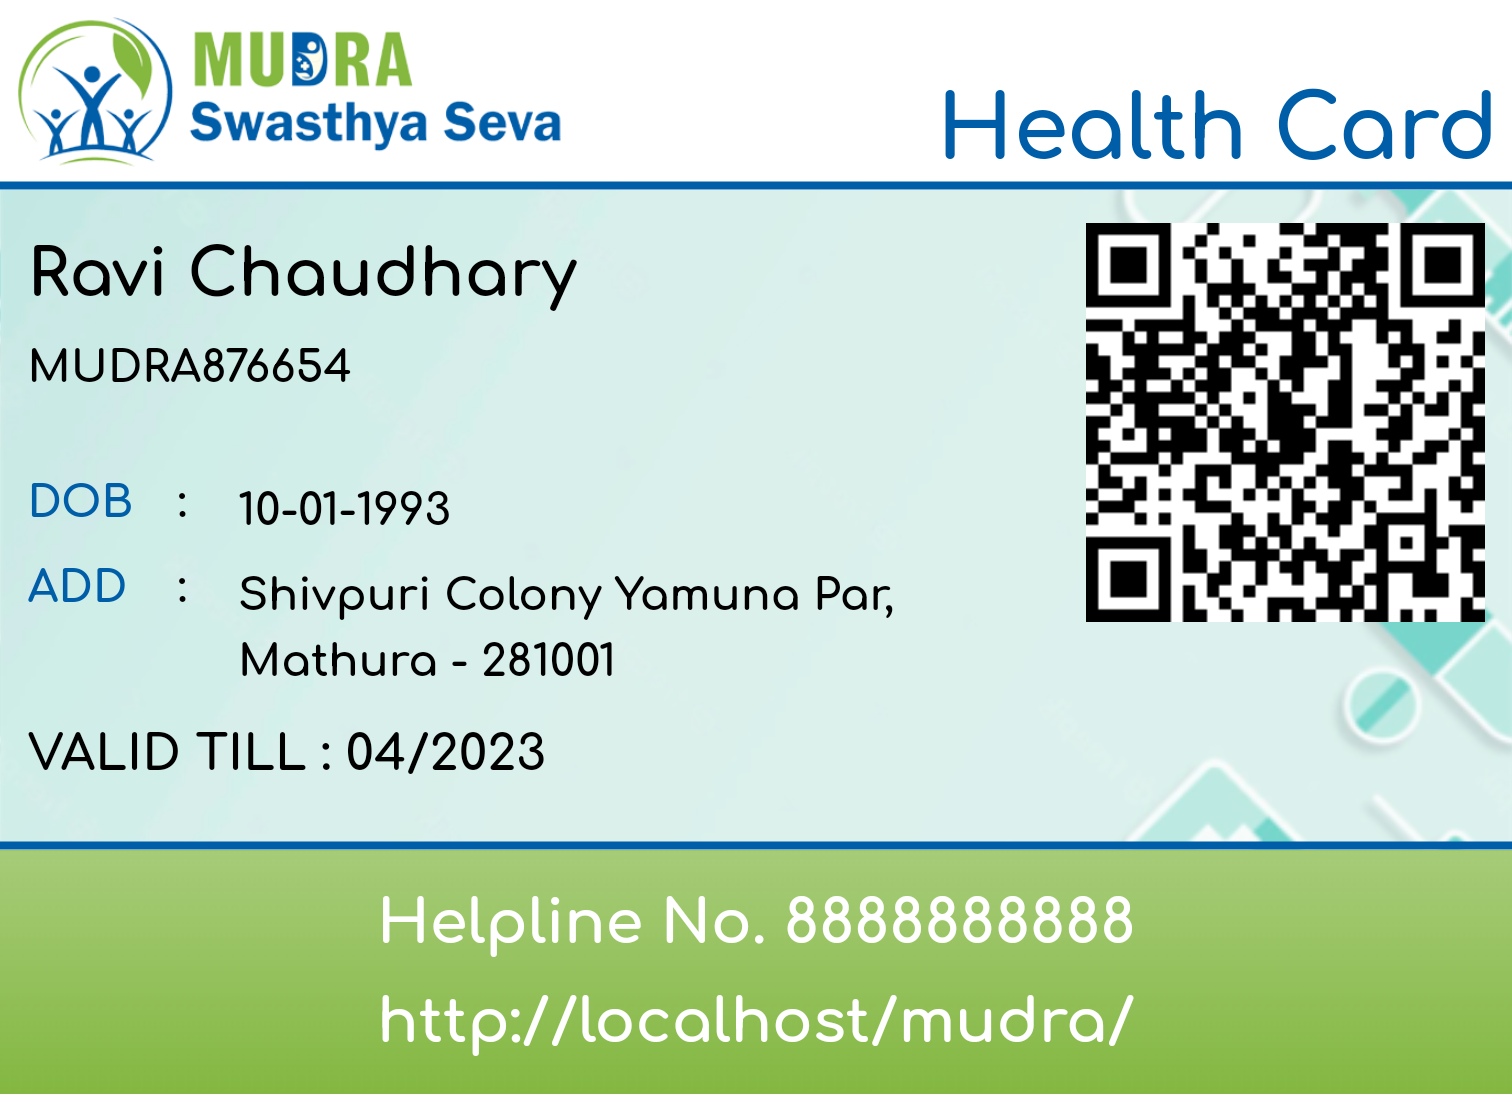 MUDRA
Swasthya Seva
Health Card
Ravi Chaudhary
MUDRA876654
DOB : 10-01-1993
ADD : Shivpuri Colony Yamuna Par,
Mathura - 281001
VALID TILL : 04/2023
Helpline No. 8888888888
http://localhost/mudra/